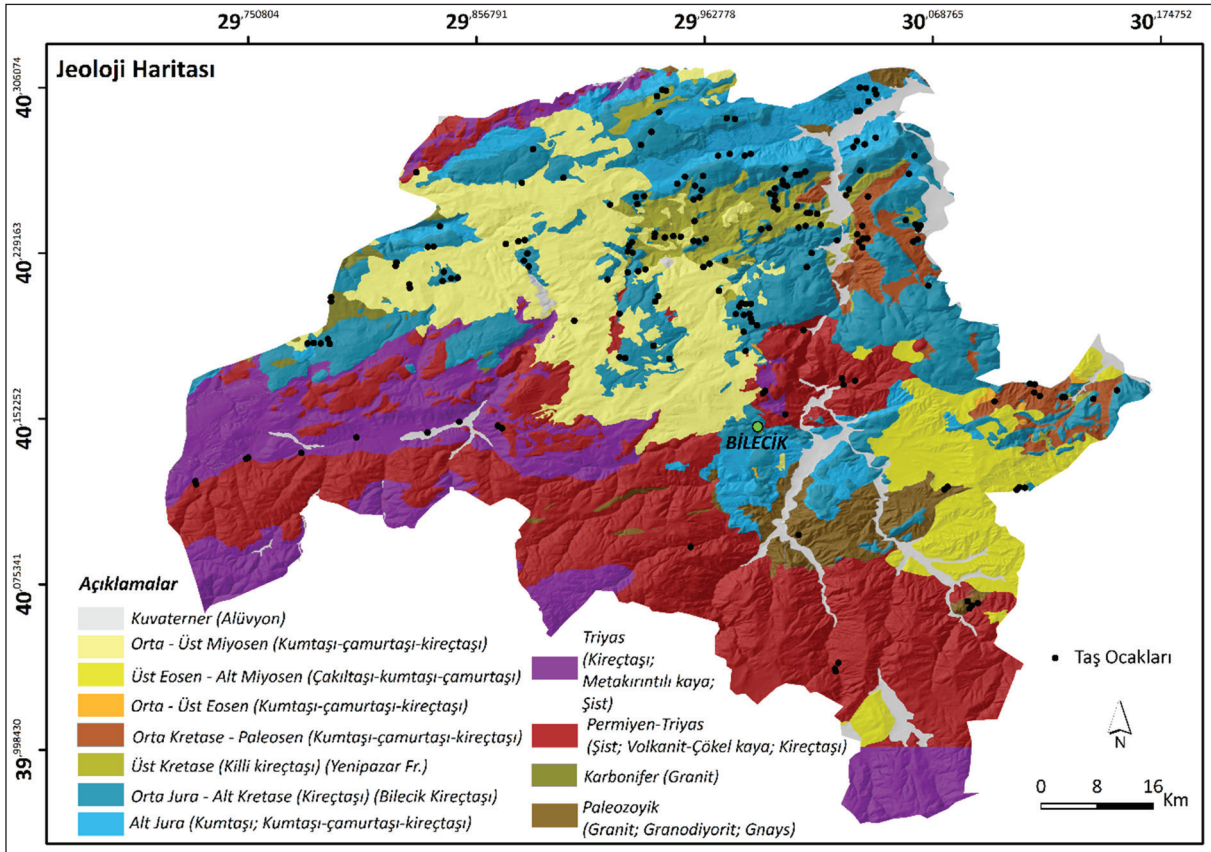 29,750804
29,856791
29,962778
30,068765
30,174752
Jeoloji Haritası
40,306074
40,229163
40,152252
40,075341
39,998430
BİLECİK
Açıklamalar
Kuvaterner (Alüvyon)
Orta - Üst Miyosen (Kumtaşı-çamurtaşı-kireçtaşı)
Üst Eosen - Alt Miyosen (Çakıltaşı-kumtaşı-çamurtaşı)
Orta - Üst Eosen (Kumtaşı-çamurtaşı-kireçtaşı)
Orta Kretase - Paleosen (Kumtaşı-çamurtaşı-kireçtaşı)
Üst Kretase (Killi kireçtaşı) (Yenipazar Fr.)
Orta Jura - Alt Kretase (Kireçtaşı) (Bilecik Kireçtaşı)
Alt Jura (Kumtaşı; Kumtaşı-çamurtaşı-kireçtaşı)
Triyas
(Kireçtaşı;
Metakırıntılı kaya;
Şist)
Permiyen-Triyas
(Şist; Volkanit-Çökel kaya; Kireçtaşı)
Karbonifer (Granit)
Paleozoyik
(Granit; Granodiyorit; Gnays)
Taş Ocakları
N
0 8 16
Km